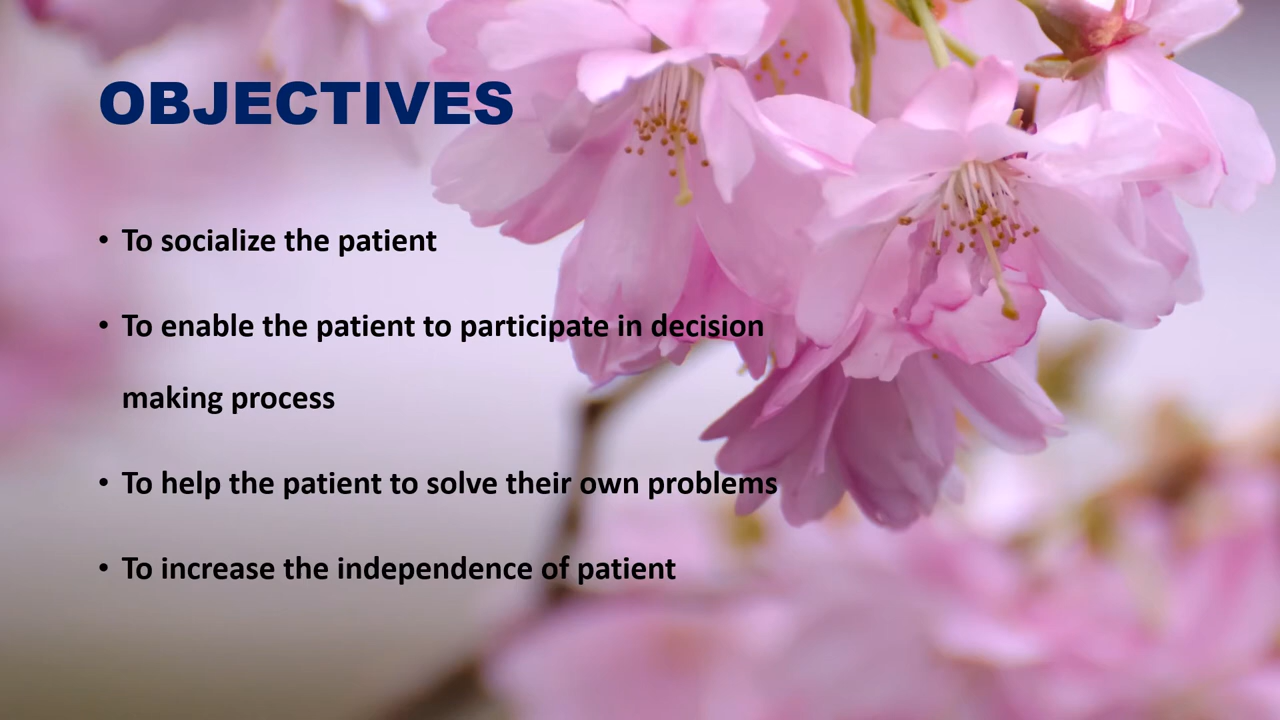 OBJECTIVES
• To socialize the patient
• To enable the patient to participate in decision
making process
• To help the patient to solve their own problems
• To increase the independence of patient